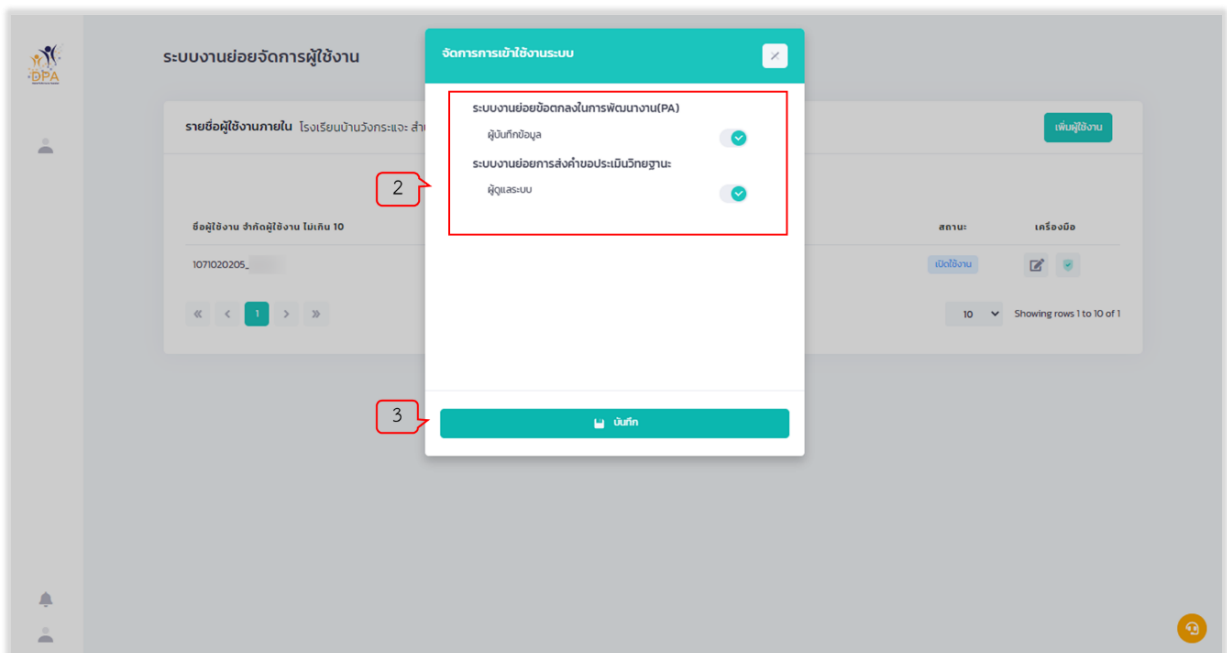 DPA
ระบบงานย่อยจัดการผู้ใช้งาน
จัดการการเข้าใช้งานระบบ
รายชื่อผู้ใช้งานภายใน โรงเรียนบ้านวังกระแจะ
เพิ่มผู้ใช้งาน
ระบบงานย่อยข้อตกลงในการพัฒนางาน(PA)
ผู้บันทึกข้อมูล
ระบบงานย่อยการส่งคำขอประเมินวิทยฐานะ
ผู้ดูแลระบบ
2
ชื่อผู้ใช้งาน จำกัดผู้ใช้งาน ไม่เกิน 10
สถานะ
เครื่องมือ
1071020205_
เปิดใช้งาน
« < 1 > »
10
Showing rows 1 to 10 of 1
3
บันทึก